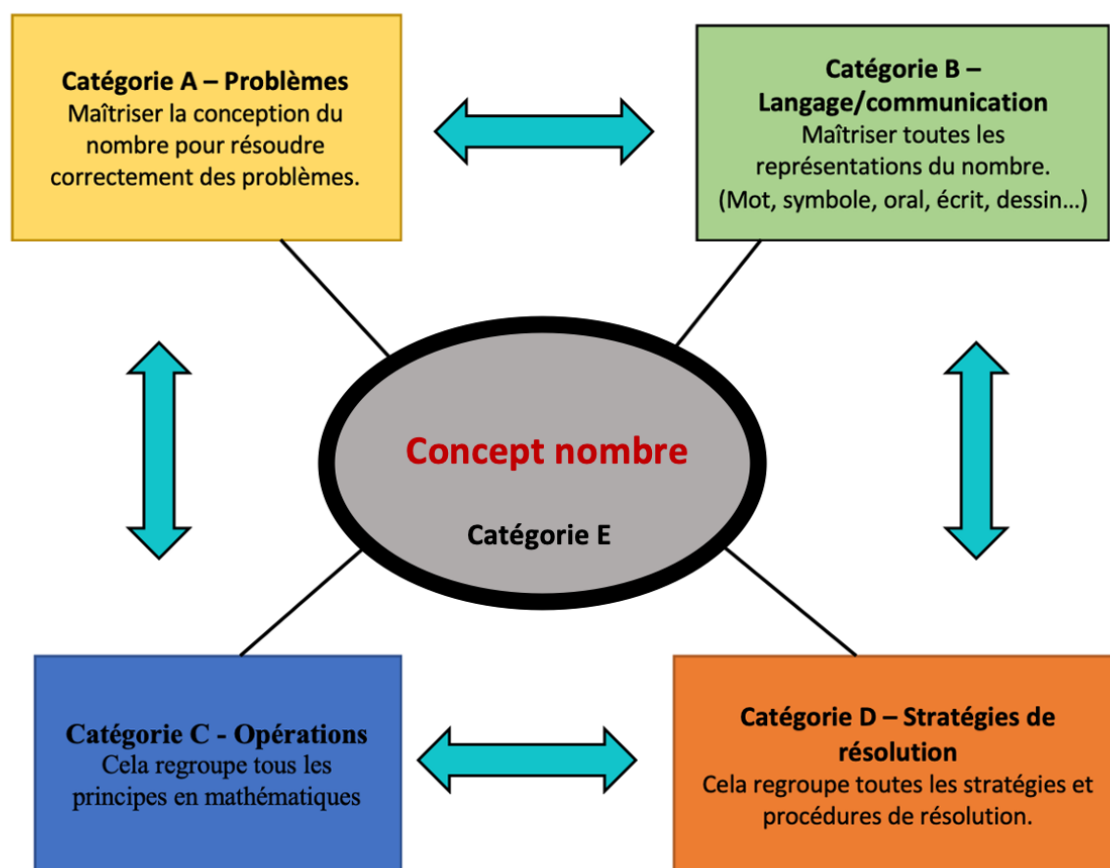 Catégorie A – Problèmes
Maîtriser la conception du
nombre pour résoudre
correctement des problèmes.
Catégorie B –
Langage/communication
Maîtriser toutes les
représentations du nombre.
(Mot, symbole, oral, écrit, dessin...)
Concept nombre
Catégorie E
Catégorie C - Opérations
Cela regroupe tous les
principes en mathématiques
Catégorie D – Stratégies de
résolution
Cela regroupe toutes les stratégies et
procédures de résolution.